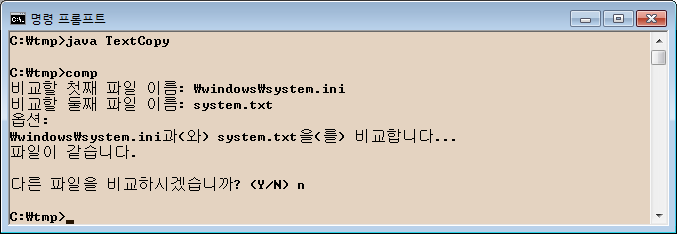 명령 프롬프트
C:₩tmp>java TextCopy
C:₩tmp>comp
비교할 첫째 파일 이름: ₩windows₩system.ini
비교할 둘째 파일 이름: system.txt
옵션:
₩windows₩system.ini과(와) system.txt을(를) 비교합니다...
파일이 같습니다.
다른 파일을 비교하시겠습니까? (Y/N) n
C:₩tmp>